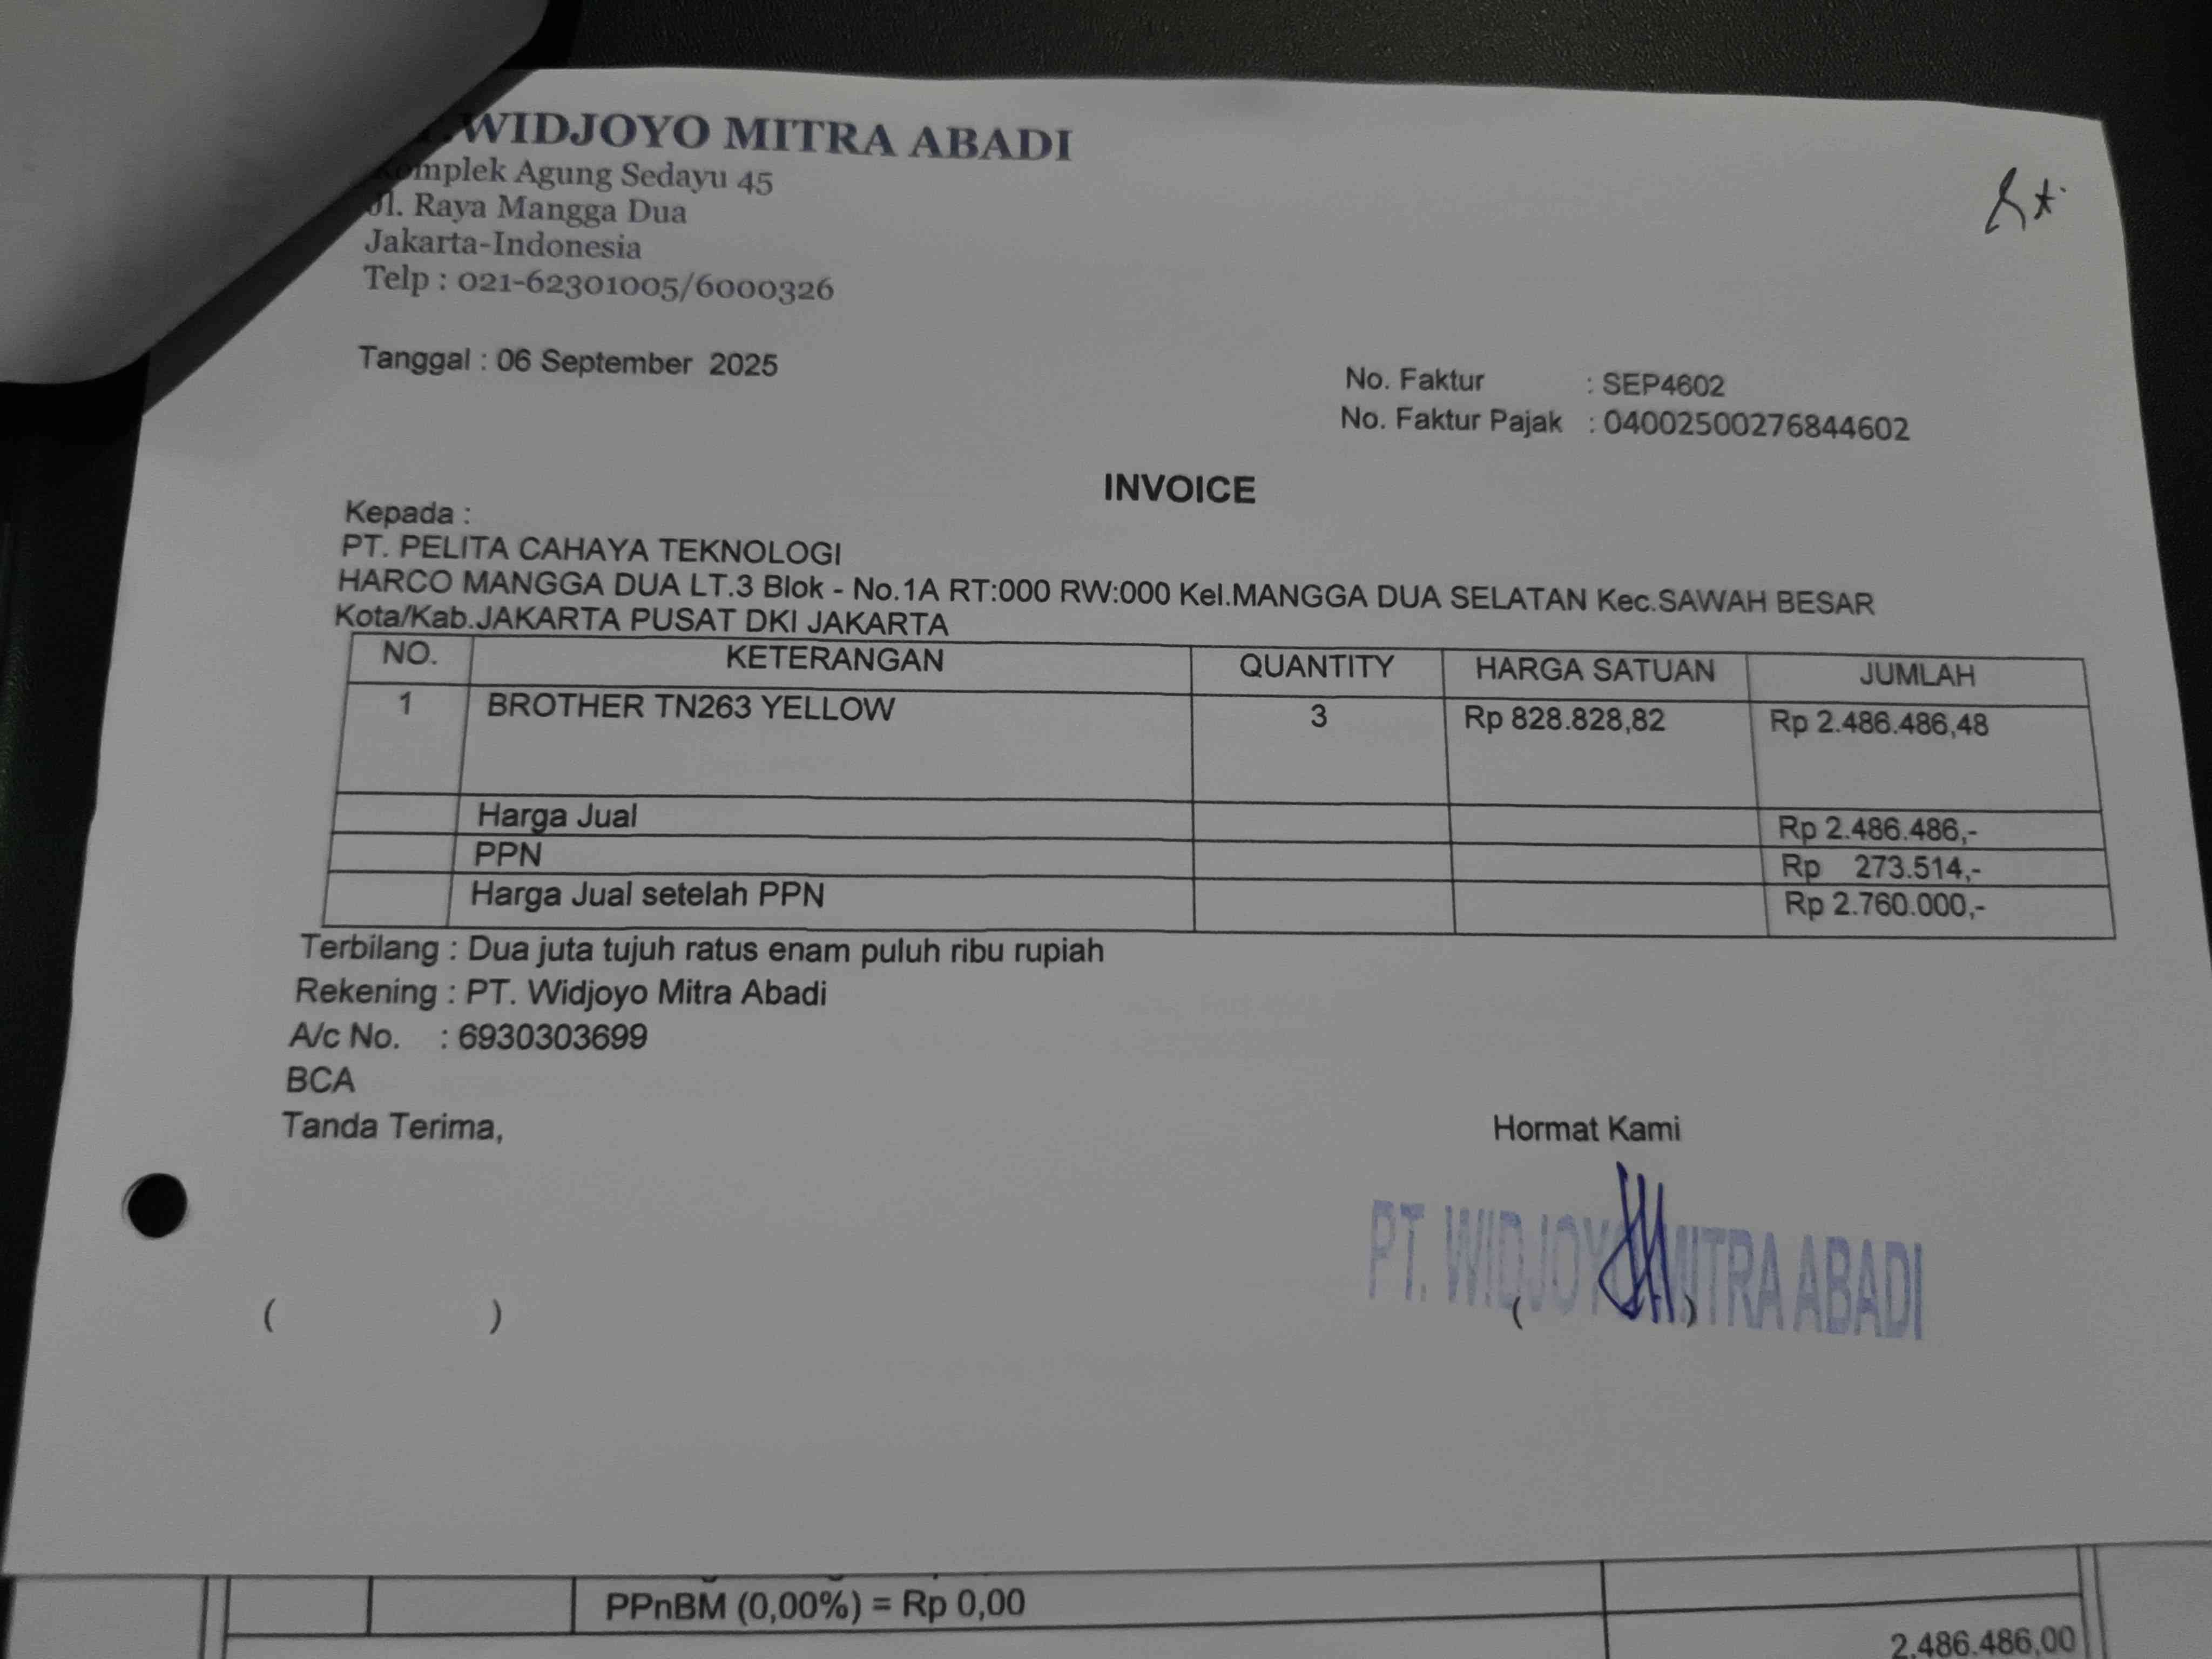 .WIDJOYO MITRA ABADI
Komplek Agung Sedayu 45
Jl. Raya Mangga Dua
Jakarta-Indonesia
Telp : 021-62301005/6000326
Tanggal : 06 September 2025
No. Faktur : SEP4602
No. Faktur Pajak : 04002500276844602
INVOICE
Kepada :
PT. PELITA CAHAYA TEKNOLOGI
HARCO MANGGA DUA LT.3 Blok - No.1A RT:000 RW:000 Kel.MANGGA DUA SELATAN Kec.SAWAH BESAR
Kota/Kab.JAKARTA PUSAT DKI JAKARTA
NO. KETERANGAN QUANTITY HARGA SATUAN JUMLAH
1 BROTHER TN263 YELLOW 3 Rp 828.828,82 Rp 2.486.486,48
Harga Jual Rp 2.486.486,-
PPN Rp 273.514,-
Harga Jual setelah PPN Rp 2.760.000,-
Terbilang : Dua juta tujuh ratus enam puluh ribu rupiah
Rekening : PT. Widjoyo Mitra Abadi
A/c No. : 6930303699
BCA
Tanda Terima,
Hormat Kami
PT. WIDJOYO MITRA ABADI
( ) ( )
PPnBM (0,00%) = Rp 0,00
2.486.486,00